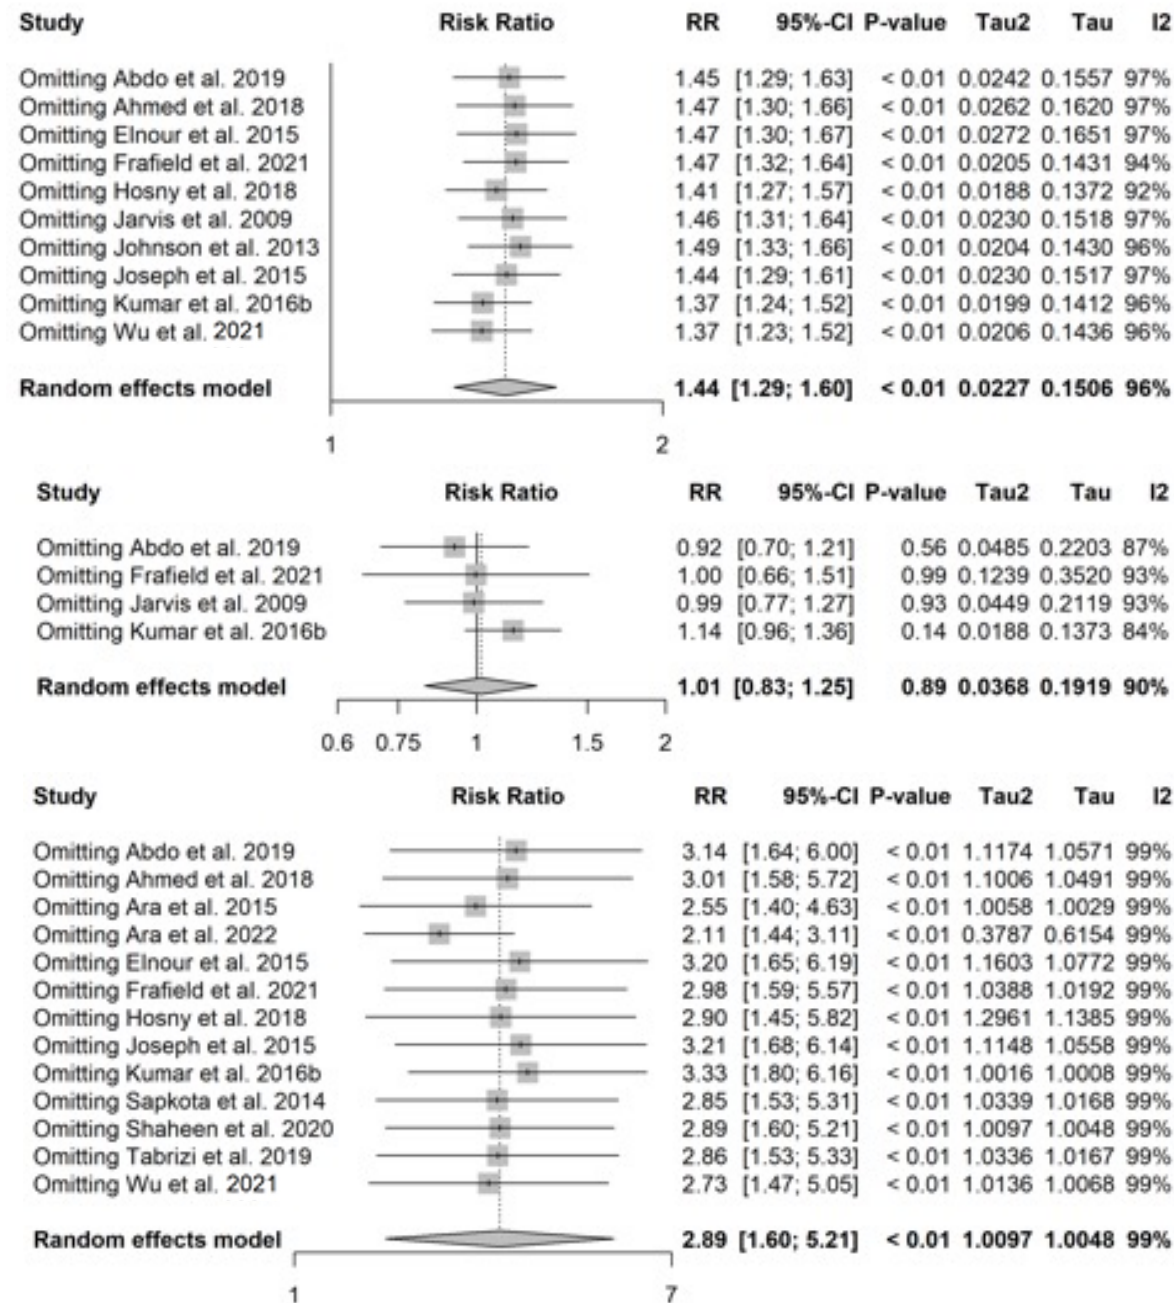 Study Risk Ratio RR 95%-CI P-value Tau2 Tau I2
Omitting Abdo et al. 2019 1.45 [1.29; 1.63] < 0.01 0.0242 0.1557 97%
Omitting Ahmed et al. 2018 1.47 [1.30; 1.66] < 0.01 0.0262 0.1620 97%
Omitting Elnour et al. 2015 1.47 [1.30; 1.67] < 0.01 0.0272 0.1651 97%
Omitting Frafield et al. 2021 1.47 [1.32; 1.64] < 0.01 0.0205 0.1431 94%
Omitting Hosny et al. 2018 1.41 [1.27; 1.57] < 0.01 0.0188 0.1372 92%
Omitting Jarvis et al. 2009 1.46 [1.31; 1.64] < 0.01 0.0230 0.1518 97%
Omitting Johnson et al. 2013 1.49 [1.33; 1.66] < 0.01 0.0204 0.1430 96%
Omitting Joseph et al. 2015 1.44 [1.29; 1.61] < 0.01 0.0230 0.1517 97%
Omitting Kumar et al. 2016b 1.37 [1.24; 1.52] < 0.01 0.0199 0.1412 96%
Omitting Wu et al. 2021 1.37 [1.23; 1.52] < 0.01 0.0206 0.1436 96%
Random effects model 1.44 [1.29; 1.60] < 0.01 0.0227 0.1506 96%
1 2
Study Risk Ratio RR 95%-CI P-value Tau2 Tau I2
Omitting Abdo et al. 2019 0.92 [0.70; 1.21] 0.56 0.0485 0.2203 87%
Omitting Frafield et al. 2021 1.00 [0.66; 1.51] 0.99 0.1239 0.3520 93%
Omitting Jarvis et al. 2009 0.99 [0.77; 1.27] 0.93 0.0449 0.2119 93%
Omitting Kumar et al. 2016b 1.14 [0.96; 1.36] 0.14 0.0188 0.1373 84%
Random effects model 1.01 [0.83; 1.25] 0.89 0.0368 0.1919 90%
0.6 0.75 1 1.5 2
Study Risk Ratio RR 95%-CI P-value Tau2 Tau I2
Omitting Abdo et al. 2019 3.14 [1.64; 6.00] < 0.01 1.1174 1.0571 99%
Omitting Ahmed et al. 2018 3.01 [1.58; 5.72] < 0.01 1.1006 1.0491 99%
Omitting Ara et al. 2015 2.55 [1.40; 4.63] < 0.01 1.0058 1.0029 99%
Omitting Ara et al. 2022 2.11 [1.44; 3.11] < 0.01 0.3787 0.6154 99%
Omitting Elnour et al. 2015 3.20 [1.65; 6.19] < 0.01 1.1603 1.0772 99%
Omitting Frafield et al. 2021 2.98 [1.59; 5.57] < 0.01 1.0388 1.0192 99%
Omitting Hosny et al. 2018 2.90 [1.45; 5.82] < 0.01 1.2961 1.1385 99%
Omitting Joseph et al. 2015 3.21 [1.68; 6.14] < 0.01 1.1148 1.0558 99%
Omitting Kumar et al. 2016b 3.33 [1.80; 6.16] < 0.01 1.0016 1.0008 99%
Omitting Sapkota et al. 2014 2.85 [1.53; 5.31] < 0.01 1.0339 1.0168 99%
Omitting Shaheen et al. 2020 2.89 [1.60; 5.21] < 0.01 1.0097 1.0048 99%
Omitting Tabrizi et al. 2019 2.86 [1.53; 5.33] < 0.01 1.0336 1.0167 99%
Omitting Wu et al. 2021 2.73 [1.47; 5.05] < 0.01 1.0136 1.0068 99%
Random effects model 2.89 [1.60; 5.21] < 0.01 1.0097 1.0048 99%
1 7